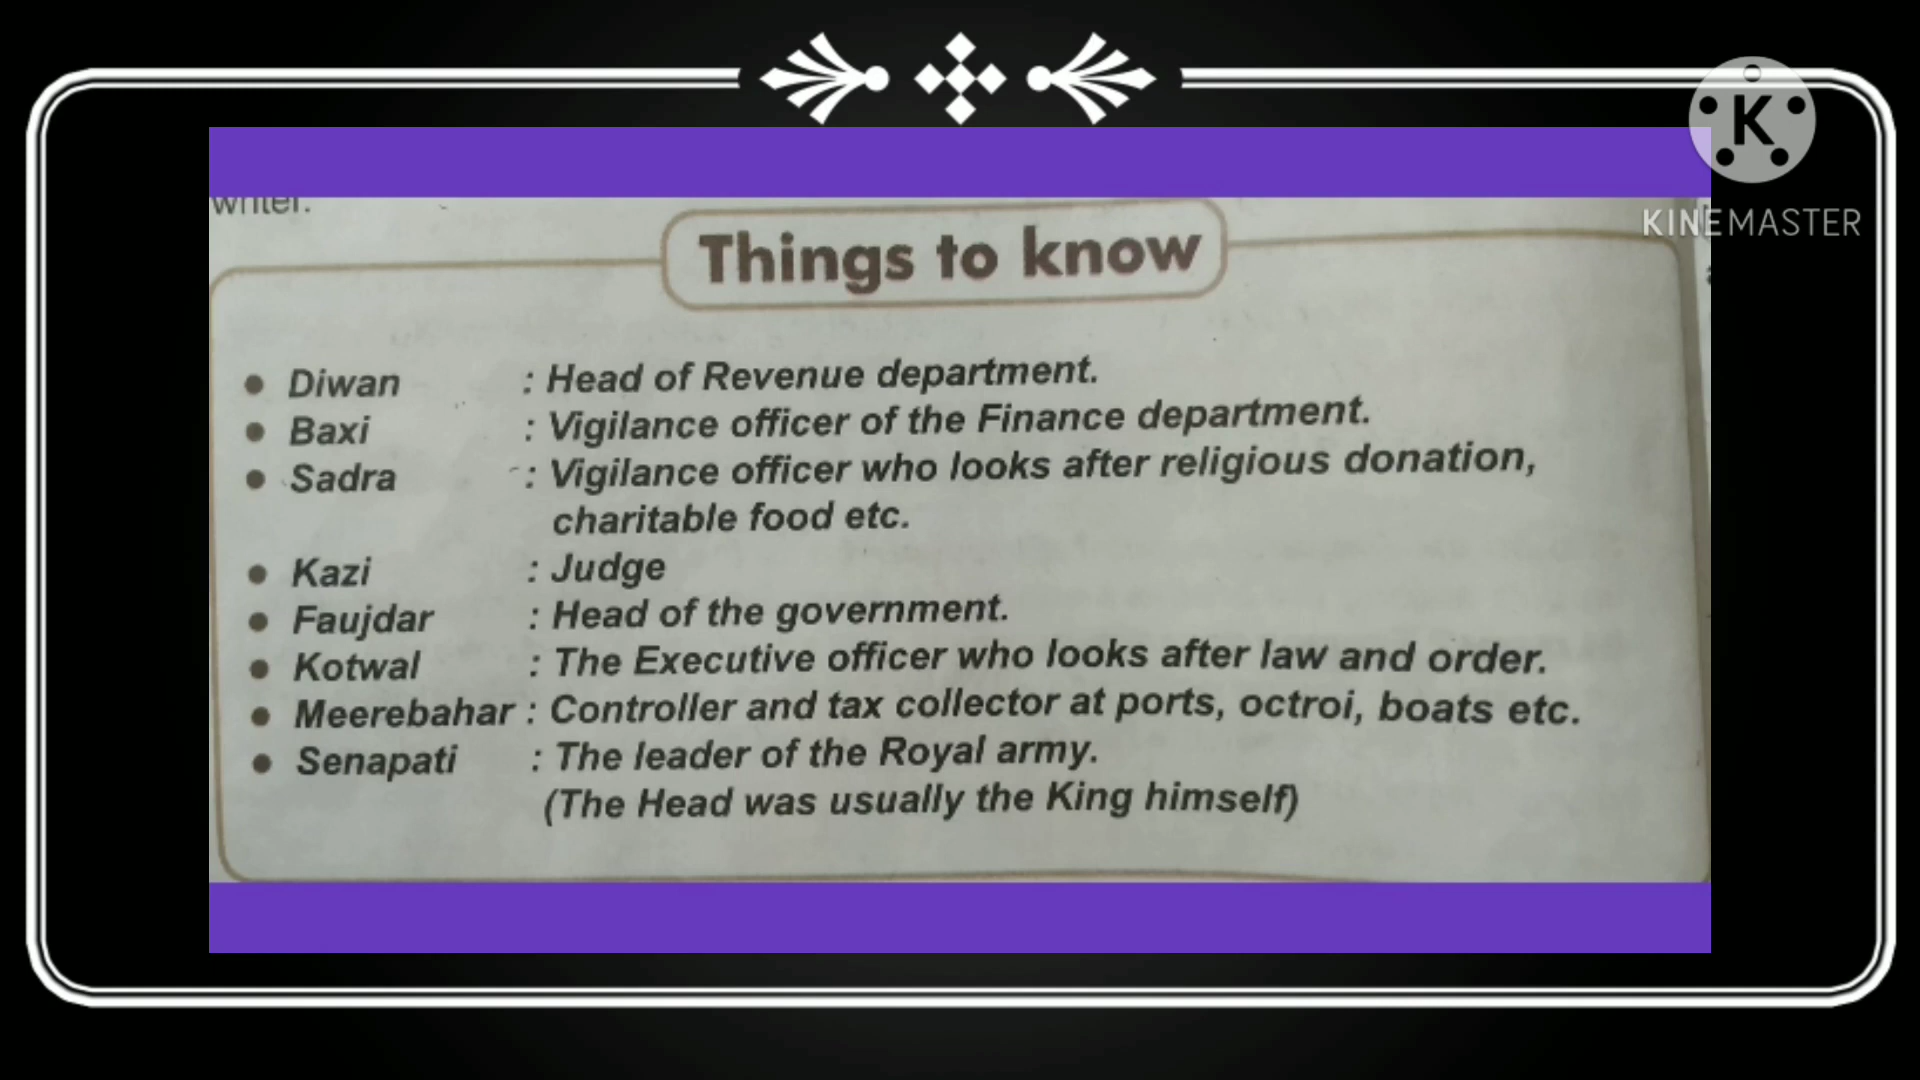 writer.
Things to know
• Diwan : Head of Revenue department.
• Baxi : Vigilance officer of the Finance department.
• Sadra : Vigilance officer who looks after religious donation,
charitable food etc.
• Kazi : Judge
• Faujdar : Head of the government.
• Kotwal : The Executive officer who looks after law and order.
• Meerebahar : Controller and tax collector at ports, octroi, boats etc.
• Senapati : The leader of the Royal army.
(The Head was usually the King himself)
K
KINEMASTER